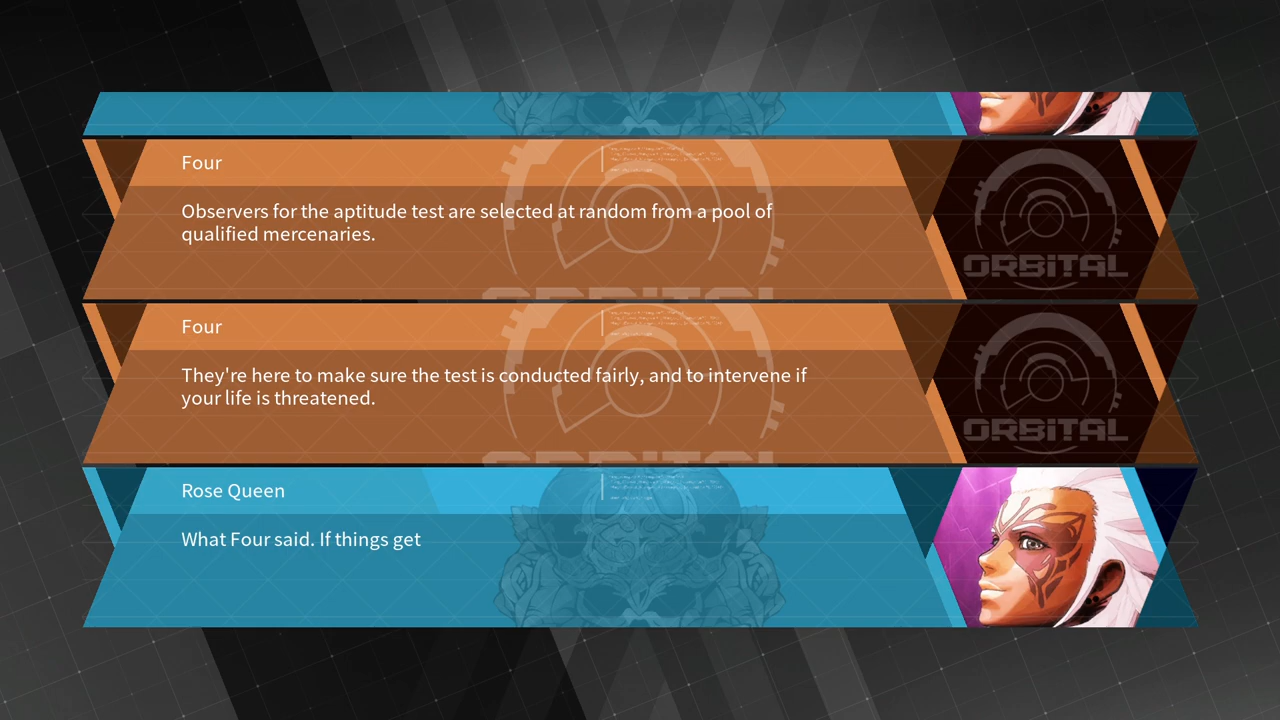 Four
Observers for the aptitude test are selected at random from a pool of
qualified mercenaries.
ORBITAL
Four
They're here to make sure the test is conducted fairly, and to intervene if
your life is threatened.
ORBITAL
Rose Queen
What Four said. If things get